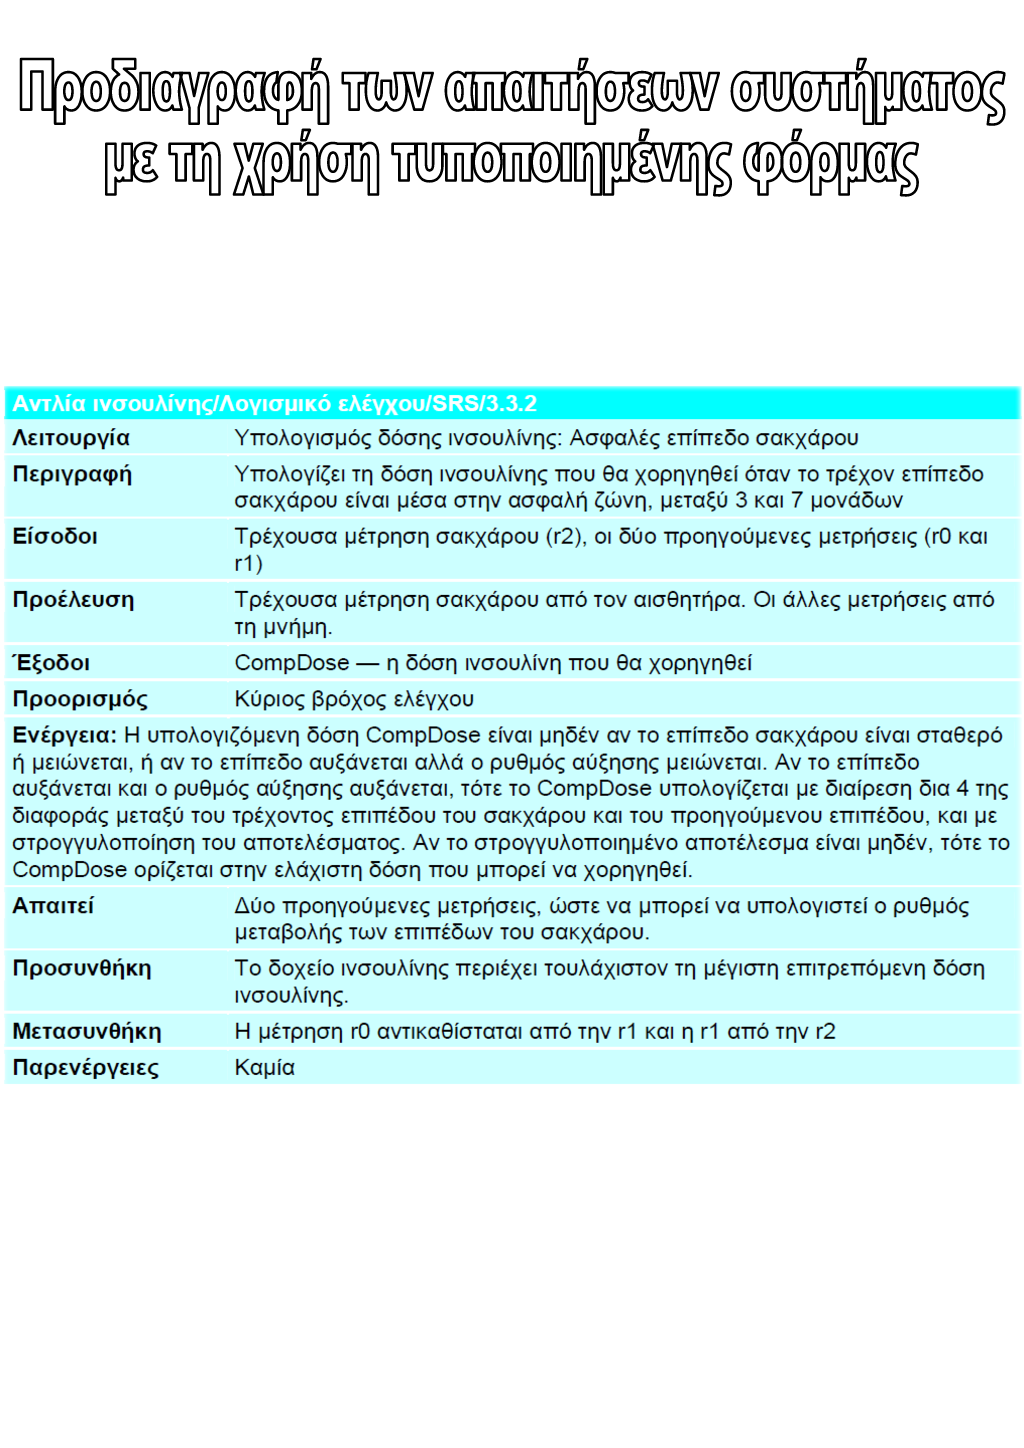 Προδιαγραφή των απαιτήσεων συστήματος
με τη χρήση τυποποιημένης φόρμας
Αντλία ινσουλίνης/Λογισμικό ελέγχου/SRS/3.3.2
Λειτουργία Υπολογισμός δόσης ινσουλίνης: Ασφαλές επίπεδο σακχάρου
Περιγραφή Υπολογίζει τη δόση ινσουλίνης που θα χορηγηθεί όταν το τρέχον επίπεδο
σακχάρου είναι μέσα στην ασφαλή ζώνη, μεταξύ 3 και 7 μονάδων
Είσοδοι Τρέχουσα μέτρηση σακχάρου (r2), οι δύο προηγούμενες μετρήσεις (r0 και
r1)
Προέλευση Τρέχουσα μέτρηση σακχάρου από τον αισθητήρα. Οι άλλες μετρήσεις από
τη μνήμη.
Έξοδοι CompDose — η δόση ινσουλίνη που θα χορηγηθεί
Προορισμός Κύριος βρόχος ελέγχου
Ενέργεια: Η υπολογιζόμενη δόση CompDose είναι μηδέν αν το επίπεδο σακχάρου είναι σταθερό
ή μειώνεται, ή αν το επίπεδο αυξάνεται αλλά ο ρυθμός αύξησης μειώνεται. Αν το επίπεδο
αυξάνεται και ο ρυθμός αύξησης αυξάνεται, τότε το CompDose υπολογίζεται με διαίρεση δια 4 της
διαφοράς μεταξύ του τρέχοντος επιπέδου του σακχάρου και του προηγούμενου επιπέδου, και με
στρογγυλοποίηση του αποτελέσματος. Αν το στρογγυλοποιημένο αποτέλεσμα είναι μηδέν, τότε το
CompDose ορίζεται στην ελάχιστη δόση που μπορεί να χορηγηθεί.
Απαιτεί Δύο προηγούμενες μετρήσεις, ώστε να μπορεί να υπολογιστεί ο ρυθμός
μεταβολής των επιπέδων του σακχάρου.
Προσυνθήκη Το δοχείο ινσουλίνης περιέχει τουλάχιστον τη μέγιστη επιτρεπόμενη δόση
ινσουλίνης.
Μετασυνθήκη Η μέτρηση r0 αντικαθίσταται από την r1 και η r1 από την r2
Παρενέργειες Καμία